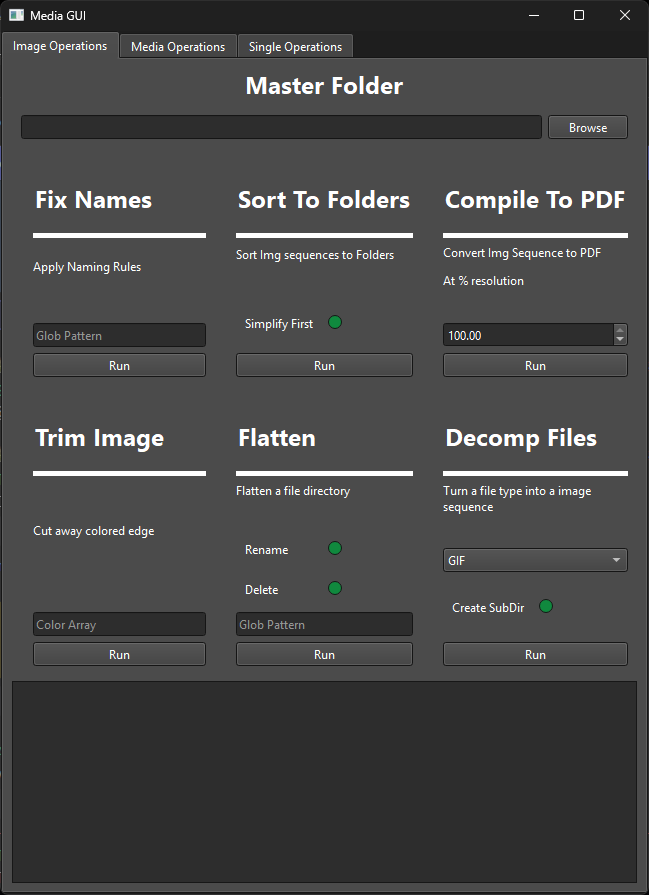 Media GUI
Image Operations
Media Operations
Single Operations
Master Folder
Browse
Fix Names
Sort To Folders
Compile To PDF
Apply Naming Rules
Sort Img sequences to Folders
Convert Img Sequence to PDF
At % resolution
Simplify First
Glob Pattern
100.00
Run
Run
Run
Trim Image
Flatten
Decomp Files
Cut away colored edge
Flatten a file directory
Turn a file type into a image
sequence
Rename
GIF
Delete
Create SubDir
Color Array
Glob Pattern
Run
Run
Run